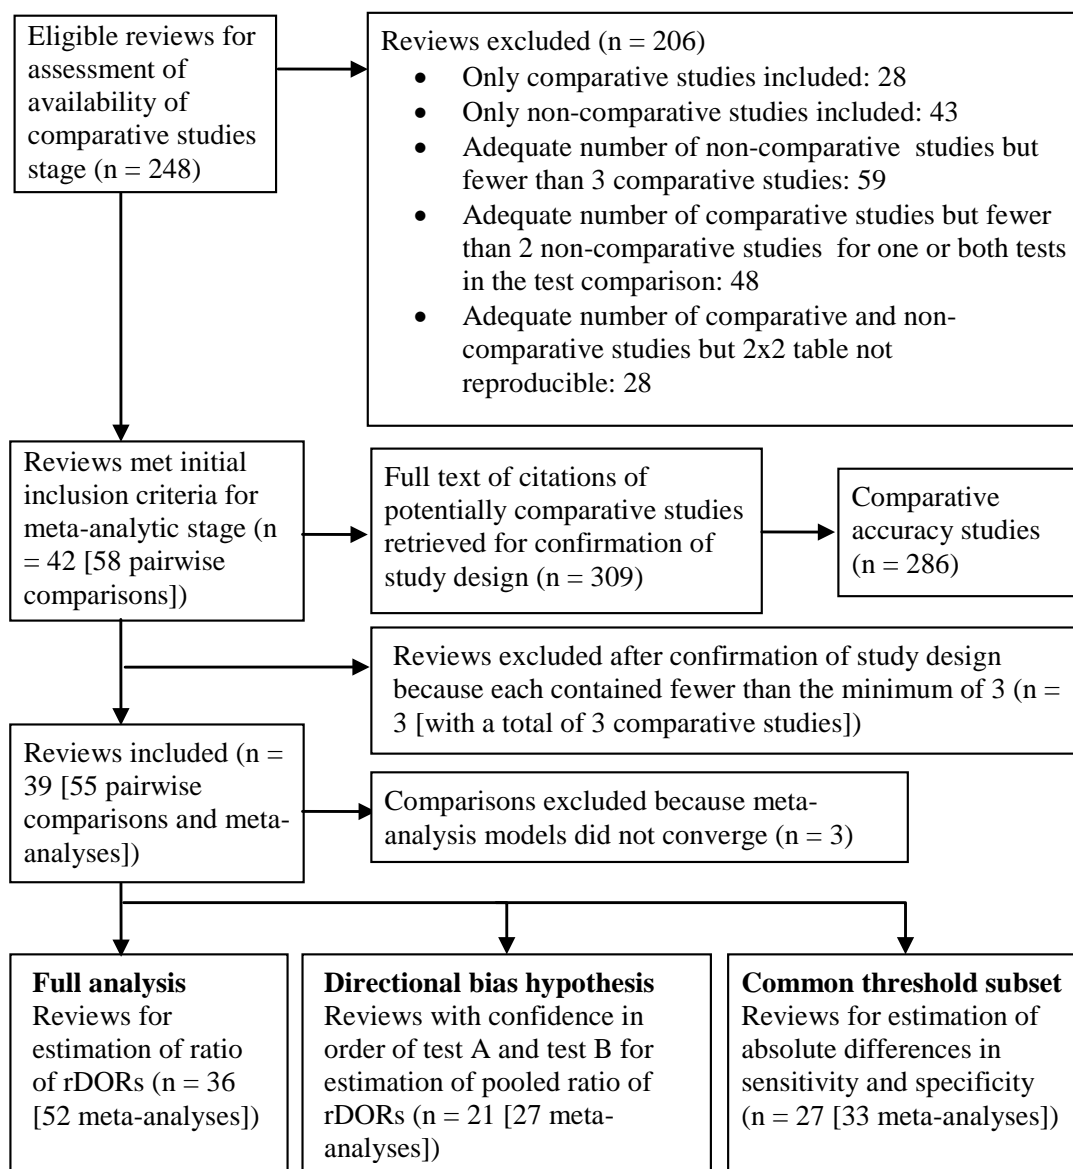 Eligible reviews for
assessment of
availability of
comparative studies
stage (n = 248)
Reviews excluded (n = 206)
• Only comparative studies included: 28
• Only non-comparative studies included: 43
• Adequate number of non-comparative studies but
fewer than 3 comparative studies: 59
• Adequate number of comparative studies but fewer
than 2 non-comparative studies for one or both tests
in the test comparison: 48
• Adequate number of comparative and non-
comparative studies but 2x2 table not
reproducible: 28
Reviews met initial
inclusion criteria for
meta-analytic stage (n
= 42 [58 pairwise
comparisons])
Full text of citations of
potentially comparative studies
retrieved for confirmation of
study design (n = 309)
Comparative
accuracy studies
(n = 286)
Reviews excluded after confirmation of study design
because each contained fewer than the minimum of 3 (n =
3 [with a total of 3 comparative studies])
Reviews included (n =
39 [55 pairwise
comparisons and meta-
analyses])
Comparisons excluded because meta-
analysis models did not converge (n = 3)
Full analysis
Reviews for
estimation of ratio
of rDORs (n = 36
[52 meta-analyses])
Directional bias hypothesis
Reviews with confidence in
order of test A and test B for
estimation of pooled ratio of
rDORs (n = 21 [27 meta-
analyses])
Common threshold subset
Reviews for estimation of
absolute differences in
sensitivity and specificity
(n = 27 [33 meta-analyses])